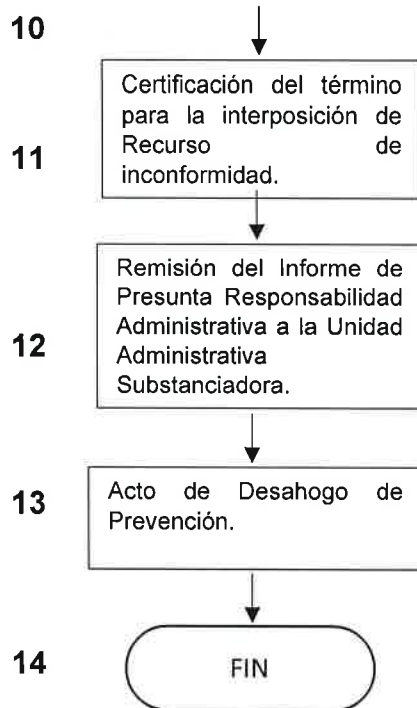 10
Certificación del término
para la interposición de
Recurso de
11
inconformidad.
Remisión del Informe de
Presunta Responsabilidad
Administrativa a la Unidad
12
Administrativa
Substanciadora.
13
Acto de Desahogo de
Prevención.
14
FIN